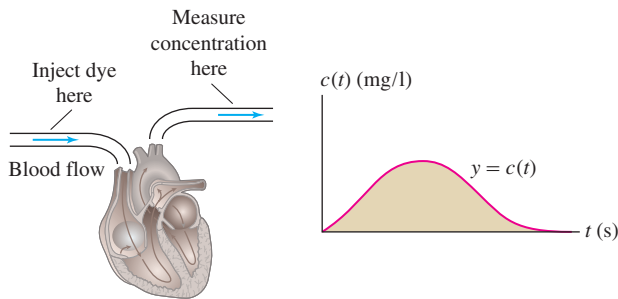 Measure
concentration
here
Inject dye
here
Blood flow
c(t) (mg/l)
y = c(t)
t (s)